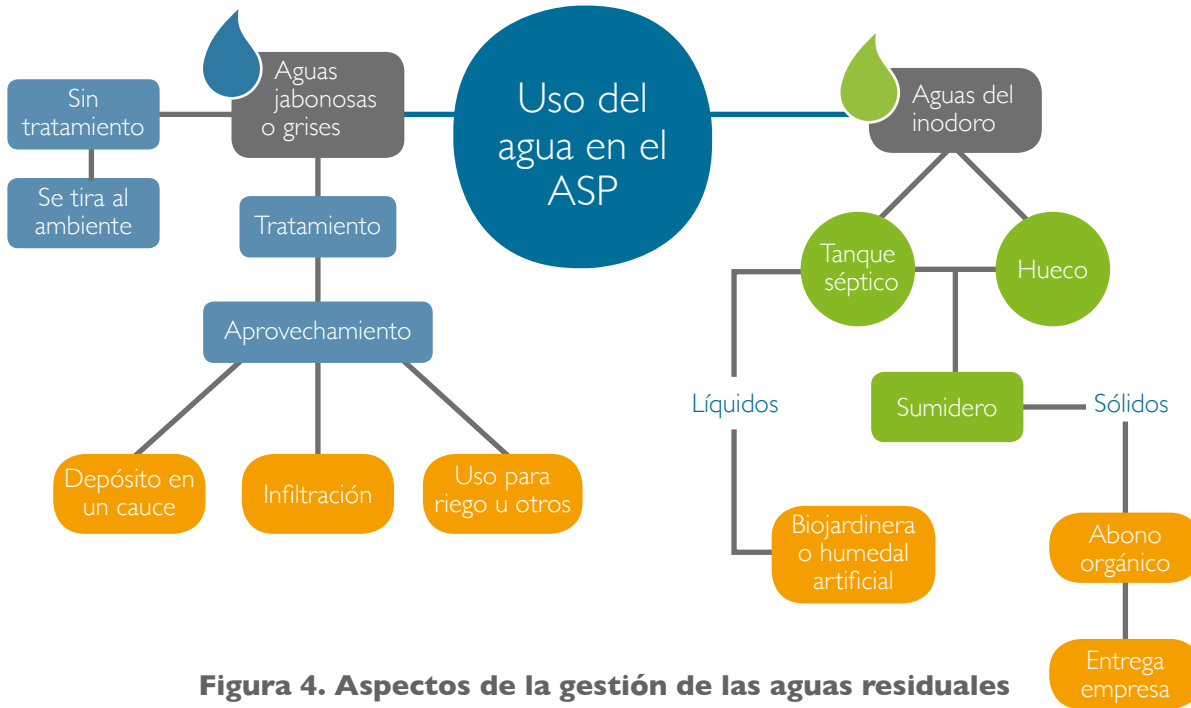 Uso del
agua en el
ASP
Aguas
jabonosas
o grises
Sin
tratamiento
Se tira al
ambiente
Tratamiento
Aprovechamiento
Depósito en
un cauce
Infiltración
Uso para
riego u otros
Aguas del
inodoro
Tanque
séptico
Hueco
Líquidos
Sumidero
Sólidos
Biojardinera
o humedal
artificial
Abono
orgánico
Entrega
empresa
Figura 4. Aspectos de la gestión de las aguas residuales